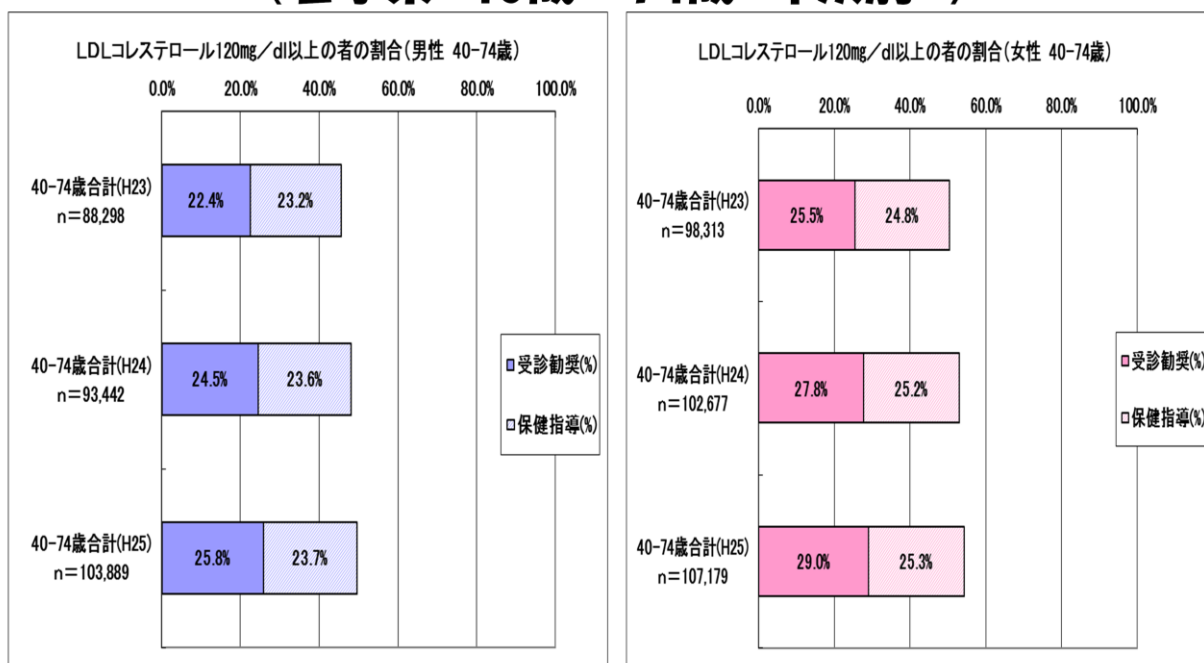 LDLコレステロール120mg/dl以上の者の割合(男性 40-74歳)
0.0% 20.0% 40.0% 60.0% 80.0% 100.0%
40-74歳合計(H23)
n=88,298
22.4% 23.2%
40-74歳合計(H24)
n=93,442
24.5% 23.6%
40-74歳合計(H25)
n=103,889
25.8% 23.7%
受診勧奨(%)
保健指導(%)
LDLコレステロール120mg/dl以上の者の割合(女性 40-74歳)
0.0% 20.0% 40.0% 60.0% 80.0% 100.0%
40-74歳合計(H23)
n=98,313
25.5% 24.8%
40-74歳合計(H24)
n=102,677
27.8% 25.2%
40-74歳合計(H25)
n=107,179
29.0% 25.3%
受診勧奨(%)
保健指導(%)